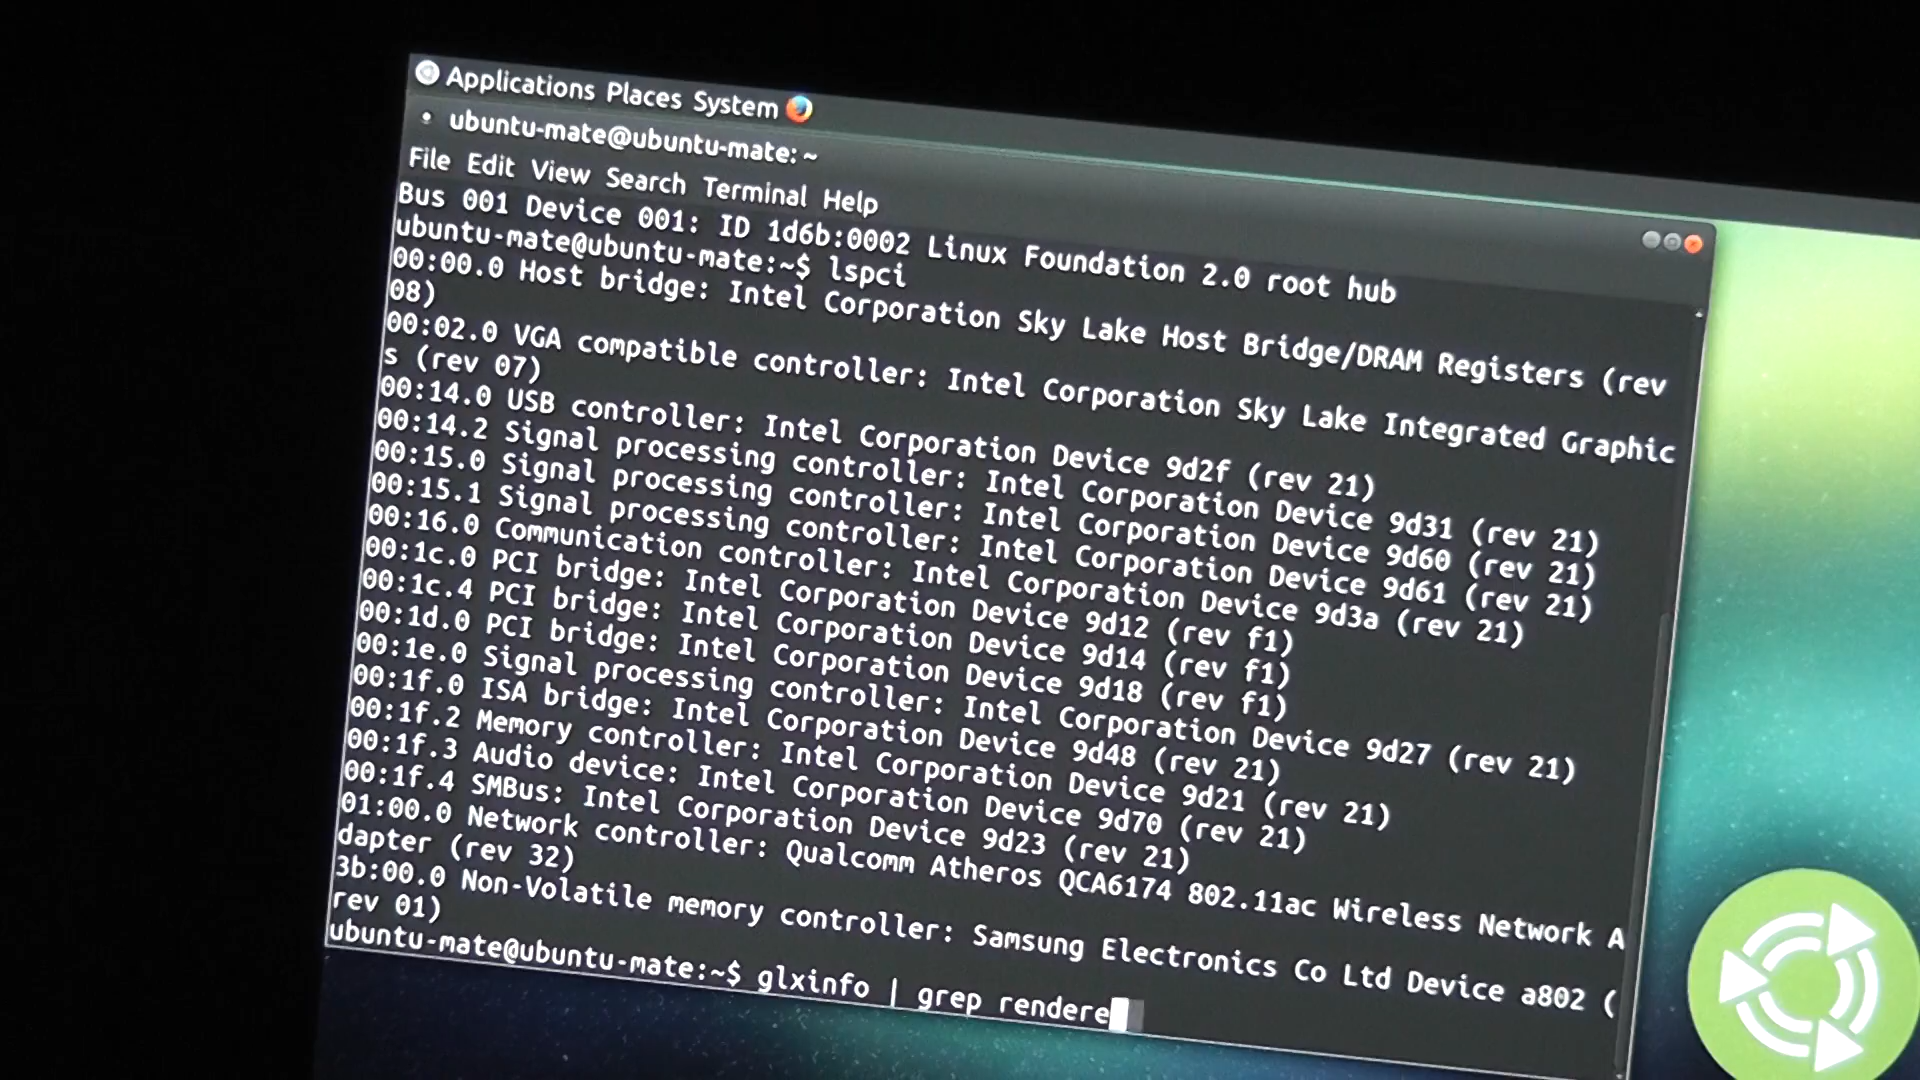 Applications Places System
ubuntu-mate@ubuntu-mate: ~
File Edit View Search Terminal Help
Bus 001 Device 001: ID 1d6b:0002 Linux Foundation 2.0 root hub
ubuntu-mate@ubuntu-mate:~$ lspci
00:00.0 Host bridge: Intel Corporation Sky Lake Host Bridge/DRAM Registers (rev
08)
00:02.0 VGA compatible controller: Intel Corporation Sky Lake Integrated Graphic
s (rev 07)
00:14.0 USB controller: Intel Corporation Device 9d2f (rev 21)
00:14.2 Signal processing controller: Intel Corporation Device 9d31 (rev 21)
00:15.0 Signal processing controller: Intel Corporation Device 9d60 (rev 21)
00:15.1 Signal processing controller: Intel Corporation Device 9d61 (rev 21)
00:16.0 Communication controller: Intel Corporation Device 9d3a (rev 21)
00:1c.0 PCI bridge: Intel Corporation Device 9d12 (rev f1)
00:1c.4 PCI bridge: Intel Corporation Device 9d14 (rev f1)
00:1d.0 PCI bridge: Intel Corporation Device 9d18 (rev f1)
00:1e.0 Signal processing controller: Intel Corporation Device 9d27 (rev 21)
00:1f.0 ISA bridge: Intel Corporation Device 9d48 (rev 21)
00:1f.2 Memory controller: Intel Corporation Device 9d21 (rev 21)
00:1f.3 Audio device: Intel Corporation Device 9d70 (rev 21)
00:1f.4 SMBus: Intel Corporation Device 9d23 (rev 21)
01:00.0 Network controller: Qualcomm Atheros QCA6174 802.11ac Wireless Network A
dapter (rev 32)
3b:00.0 Non-Volatile memory controller: Samsung Electronics Co Ltd Device a802 (
rev 01)
ubuntu-mate@ubuntu-mate:~$ glxinfo | grep rendere